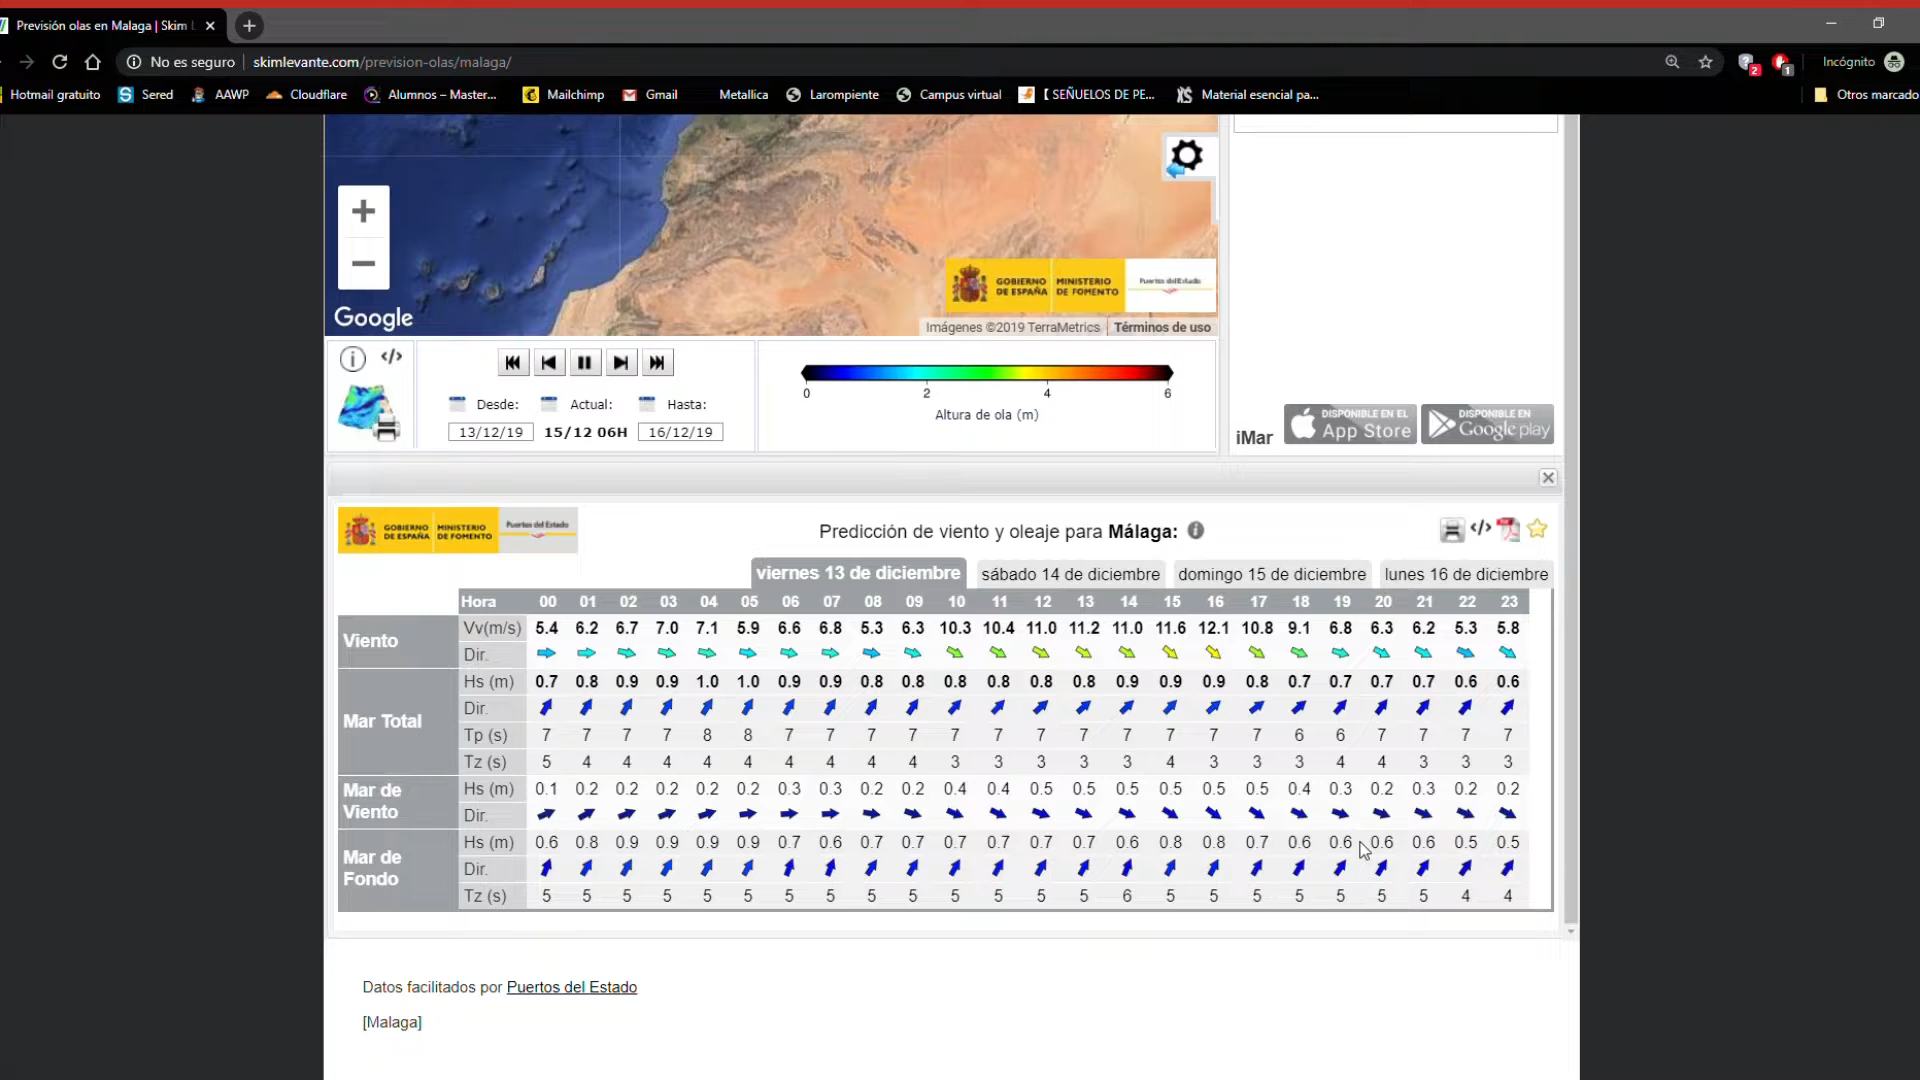 Previsión olas en Malaga | Skim
No es seguro | skimlevante.com/prevision-olas/malaga/
2
1
Incógnito
Hotmail gratuito
Sered
AAWP
Cloudflare
Alumnos – Master...
Mailchimp
Gmail
Metallica
Larompiente
Campus virtual
【 SEÑUELOS DE PE...
Material esencial pa...
Otros marcado
+
−
Google
GOBIERNO DE ESPAÑA
MINISTERIO DE FOMENTO
Puertos del Estado
Imágenes ©2019 TerraMetrics
Términos de uso
</>
Desde: Actual: Hasta:
13/12/19 15/12 06H 16/12/19
0 2 4 6
Altura de ola (m)
iMar
DISPONIBLE EN EL
App Store
DISPONIBLE EN
Google play
GOBIERNO DE ESPAÑA
MINISTERIO DE FOMENTO
Puertos del Estado
Predicción de viento y oleaje para Málaga:
</>
viernes 13 de diciembre sábado 14 de diciembre domingo 15 de diciembre lunes 16 de diciembre
Hora 00 01 02 03 04 05 06 07 08 09 10 11 12 13 14 15 16 17 18 19 20 21 22 23
Viento
Vv(m/s) 5.4 6.2 6.7 7.0 7.1 5.9 6.6 6.8 5.3 6.3 10.3 10.4 11.0 11.2 11.0 11.6 12.1 10.8 9.1 6.8 6.3 6.2 5.3 5.8
Dir.
Mar Total
Hs (m) 0.7 0.8 0.9 0.9 1.0 1.0 0.9 0.9 0.8 0.8 0.8 0.8 0.8 0.8 0.9 0.9 0.9 0.8 0.7 0.7 0.7 0.7 0.6 0.6
Dir.
Tp (s) 7 7 7 7 8 8 7 7 7 7 7 7 7 7 7 7 7 7 6 6 7 7 7 7
Tz (s) 5 4 4 4 4 4 4 4 4 4 3 3 3 3 3 4 3 3 3 4 4 3 3 3
Mar de Viento
Hs (m) 0.1 0.2 0.2 0.2 0.2 0.2 0.3 0.3 0.2 0.2 0.4 0.4 0.5 0.5 0.5 0.5 0.5 0.5 0.4 0.3 0.2 0.3 0.2 0.2
Dir.
Mar de Fondo
Hs (m) 0.6 0.8 0.9 0.9 0.9 0.9 0.7 0.6 0.7 0.7 0.7 0.7 0.7 0.7 0.6 0.8 0.8 0.7 0.6 0.6 0.6 0.6 0.5 0.5
Dir.
Tz (s) 5 5 5 5 5 5 5 5 5 5 5 5 5 5 6 5 5 5 5 5 5 5 4 4
Datos facilitados por Puertos del Estado
[Malaga]